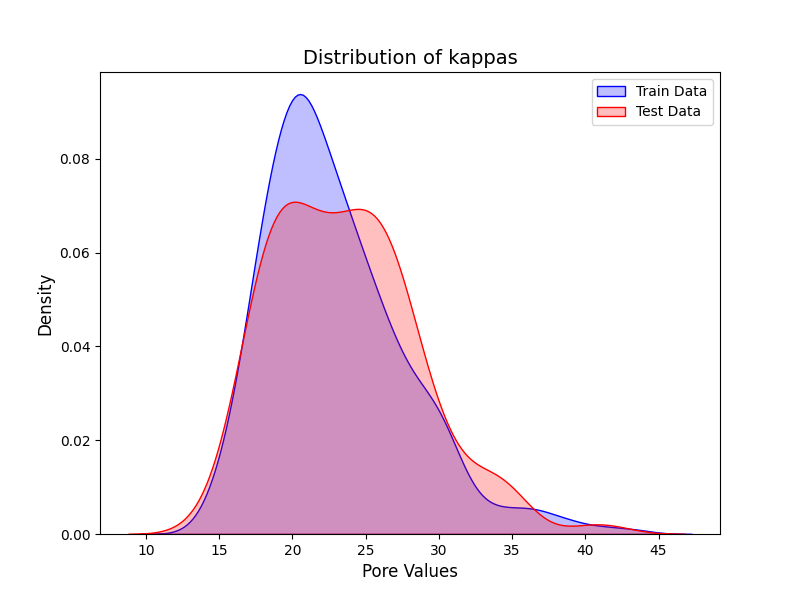 Distribution of kappas
Train Data
Test Data
Density
0.08
0.06
0.04
0.02
0.00
10 15 20 25 30 35 40 45
Pore Values